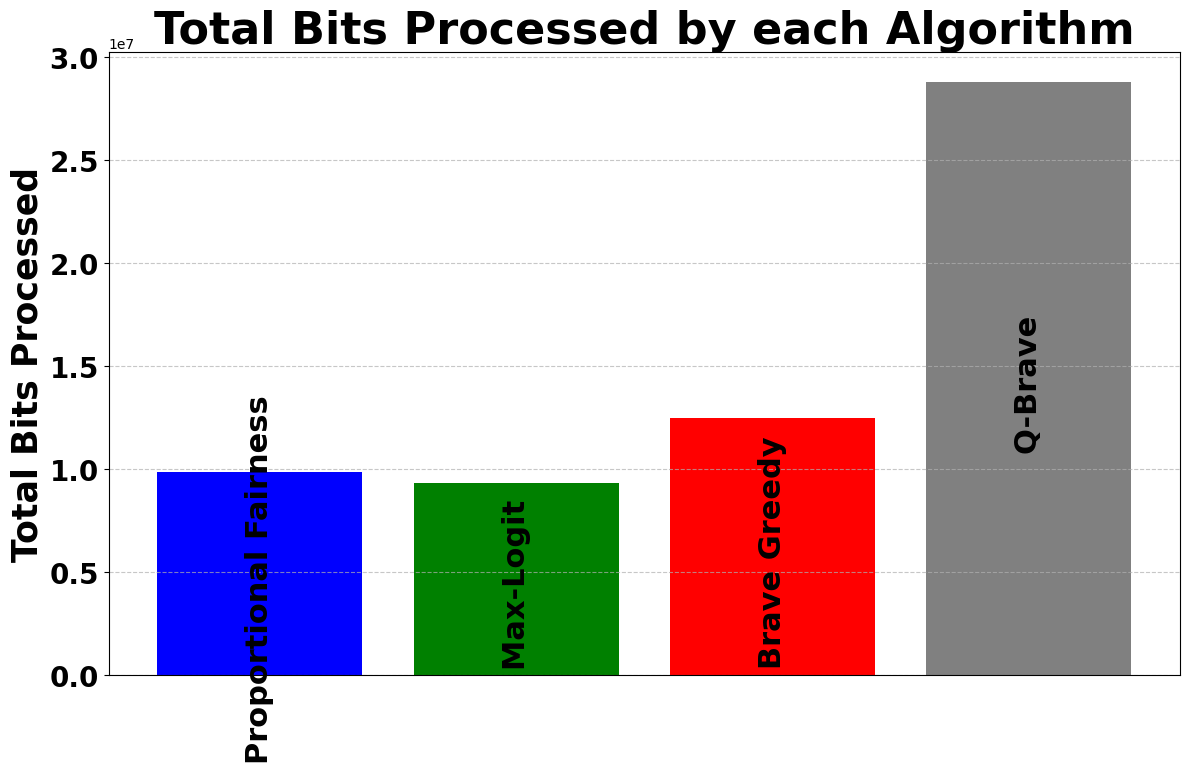 Total Bits Processed by each Algorithm
1e7
3.0
2.5
2.0
1.5
1.0
0.5
0.0
Total Bits Processed
Proportional Fairness
Max-Logit
Brave Greedy
Q-Brave